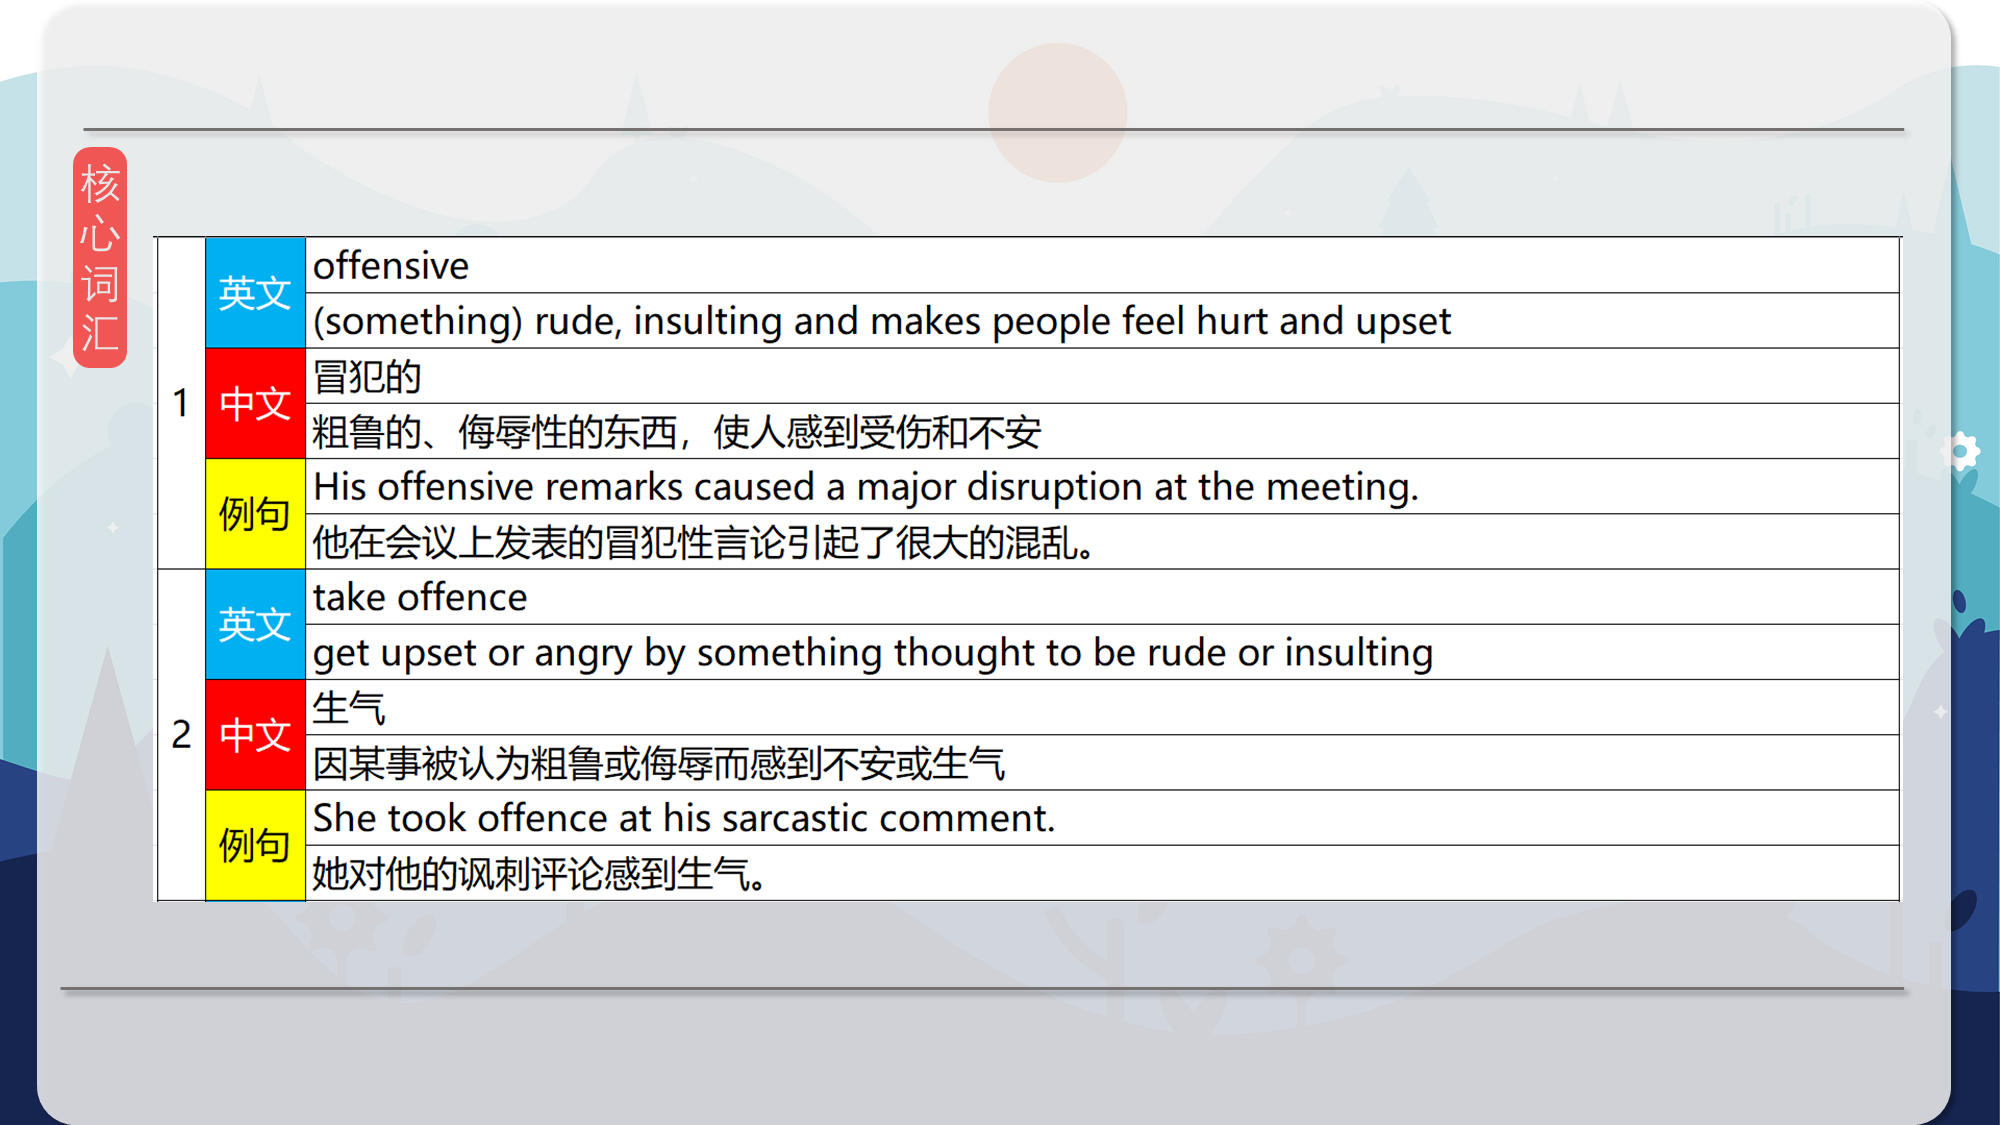 核心词汇
1
英文
offensive
(something) rude, insulting and makes people feel hurt and upset
中文
冒犯的
粗鲁的、侮辱性的东西，使人感到受伤和不安
例句
His offensive remarks caused a major disruption at the meeting.
他在会议上发表的冒犯性言论引起了很大的混乱。
2
英文
take offence
get upset or angry by something thought to be rude or insulting
中文
生气
因某事被认为粗鲁或侮辱而感到不安或生气
例句
She took offence at his sarcastic comment.
她对他的讽刺评论感到生气。